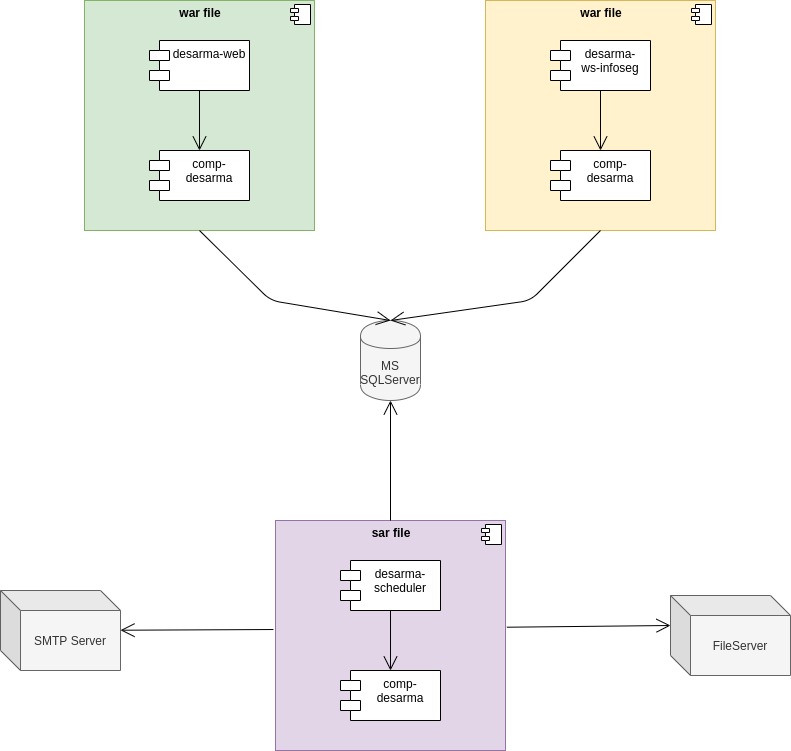 war file
desarma-web
comp-
desarma
war file
desarma-
ws-infoseg
comp-
desarma
MS
SQLServer
sar file
desarma-
scheduler
comp-
desarma
SMTP Server
FileServer